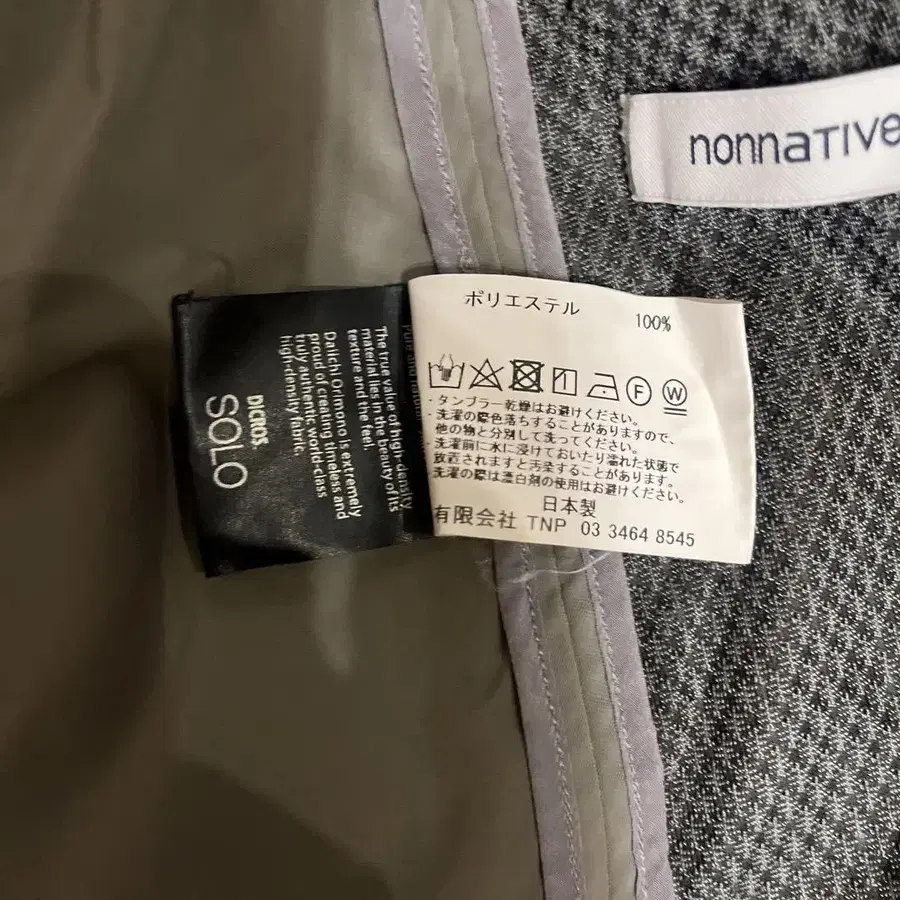 nonnative
ポリエステル 100%
F W
・タンブラー乾燥はお避けください。
・洗濯の際色落ちすることがありますので、
他の物と分別して洗ってください。
・洗濯前に水に浸けておいたり濡れた状態で
放置されますと汚染することがあります。
・洗濯の際は漂白剤の使用はお避けください。
日本製
有限会社 TNP 03 3464 8545
The true value of high-density
material lies in the beauty of its
texture and the feel.
Daiichi Orimono is extremely
proud of creating timeless and
truly authentic world-class
high-density fabric.
DICROS.
SOLO